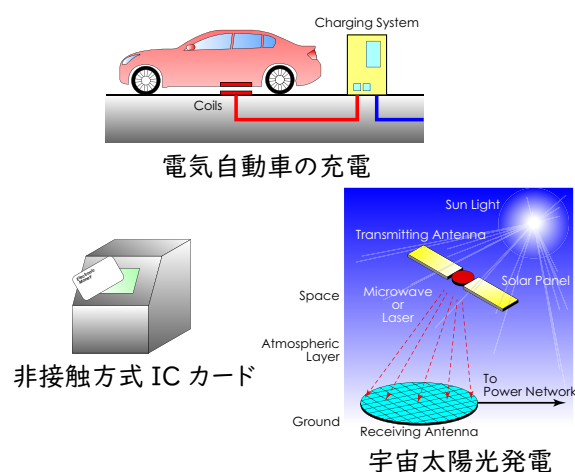 Charging System
Coils
電気自動車の充電
Electronic
Money
非接触方式 IC カード
Sun Light
Transmitting Antenna
Solar Panel
Microwave
or
Laser
Space
Atmospheric
Layer
To
Power Network
Ground
Receiving Antenna
宇宙太陽光発電